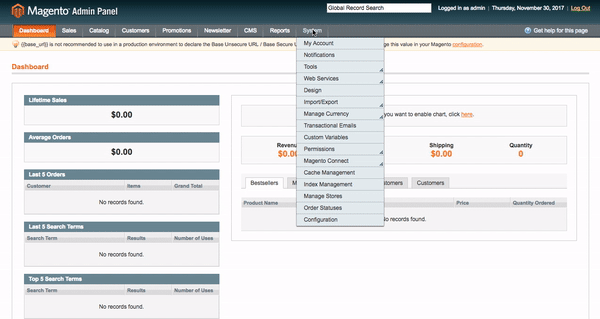 Magento Admin Panel
Global Record Search
Logged in as admin | Thursday, November 30, 2017 | Log Out
Dashboard Sales Catalog Customers Promotions Newsletter CMS Reports System
Get help for this page
{{base_url}} is not recommended to use in a production environment to declare the Base Unsecure URL / Base Secure
ge this value in your Magento configuration.
Dashboard
Lifetime Sales
$0.00
Average Orders
$0.00
Last 5 Orders
Customer Items Grand Total
No records found.
Last 5 Search Terms
Search Term Results Number of Uses
No records found.
Top 5 Search Terms
Search Term Results Number of Uses
No records found.
My Account
Notifications
Tools
Web Services
Design
Import/Export
Manage Currency
Transactional Emails
Custom Variables
Permissions
Magento Connect
Cache Management
Index Management
Manage Stores
Order Statuses
Configuration
you want to enable chart, click here.
Revenu
$0.0
Shipping
$0.00
Quantity
0
Bestsellers M ustomers Customers
Product Name Price Quantity Ordered
No records found.